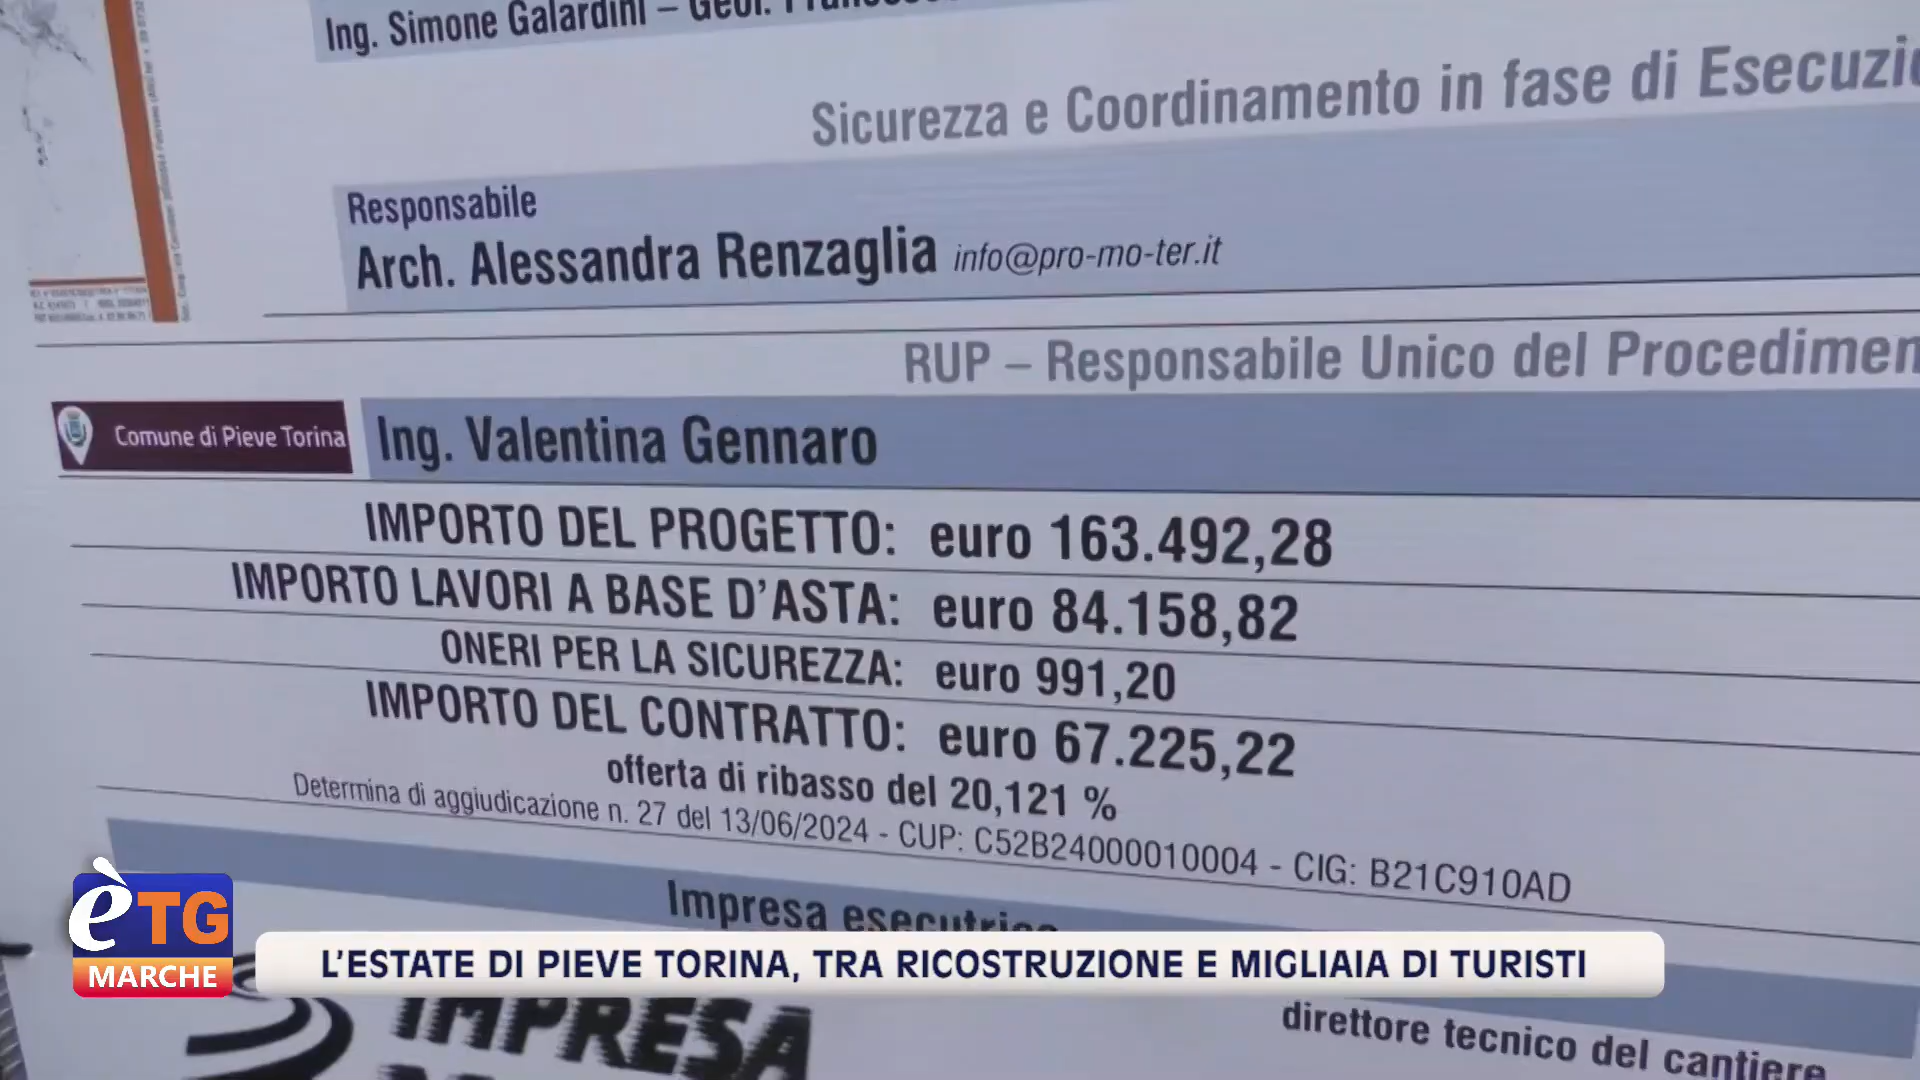 Ing. Simone Galardini – Geol.
Sicurezza e Coordinamento in fase di
Responsabile
Arch. Alessandra Renzaglia info@pro-mo-ter.it
RUP – Responsabile Unico del
Comune di Pieve Torina
Ing. Valentina Gennaro
IMPORTO DEL PROGETTO: euro 163.492,28
IMPORTO LAVORI A BASE D'ASTA: euro 84.158,82
ONERI PER LA SICUREZZA: euro 991,20
IMPORTO DEL CONTRATTO: euro 67.225,22
offerta di ribasso del 20,121 %
Determina di aggiudicazione n. 27 del 13/06/2024 - CUP: C52B24000010004 - CIG: B21C910AD
Impresa esecutrice
èTG
MARCHE
L'ESTATE DI PIEVE TORINA, TRA RICOSTRUZIONE E MIGLIAIA DI TURISTI
IMPRESA
direttore tecnico del cantiere